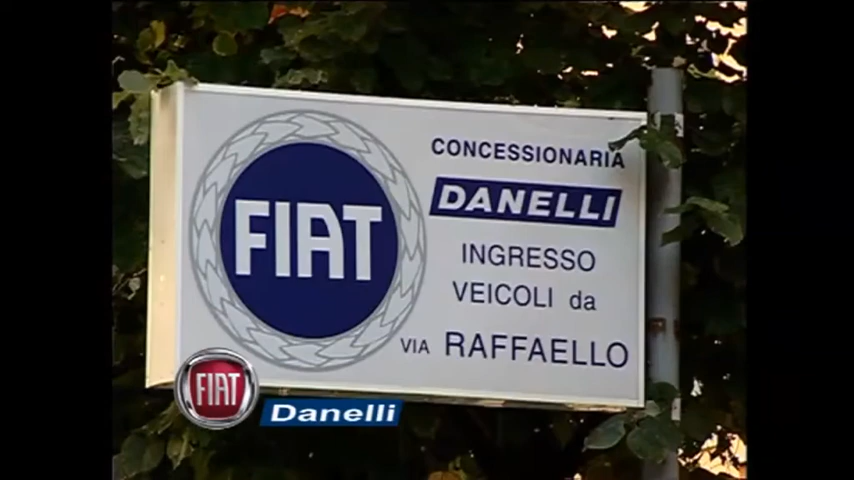 FIAT
CONCESSIONARIA
DANELLI
INGRESSO
VEICOLI da
VIA RAFFAELLO
FIAT
Danelli